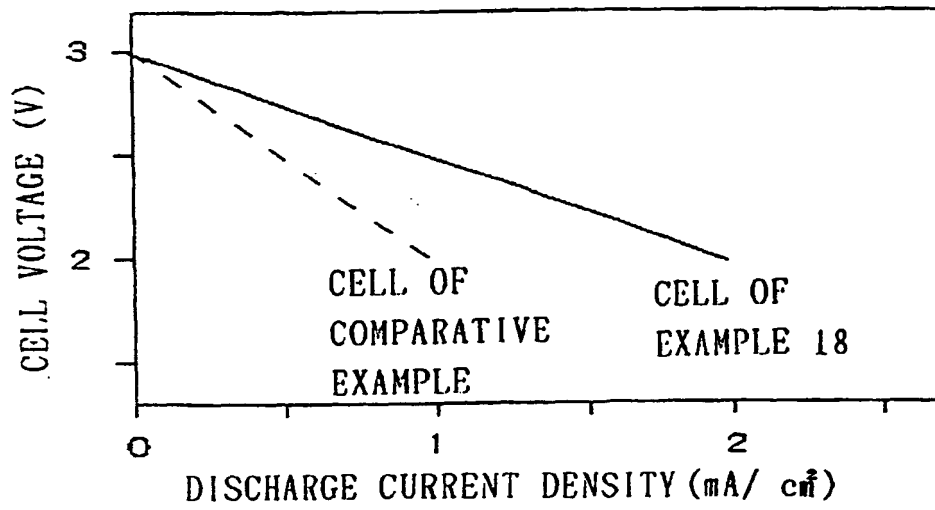 CELL VOLTAGE (V)
3
2
CELL OF
COMPARATIVE
EXAMPLE
CELL OF
EXAMPLE 18
0
1
2
DISCHARGE CURRENT DENSITY (mA/ cm²)